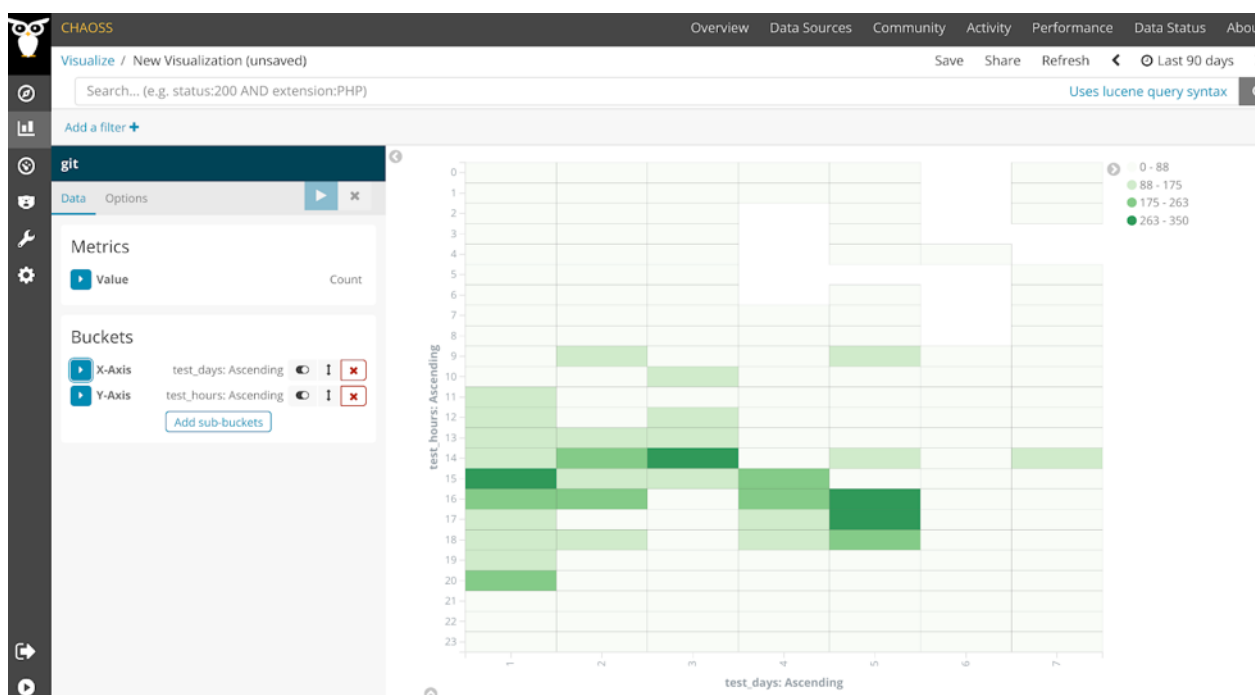 CHAOSS Overview Data Sources Community Activity Performance Data Status
Visualize / New Visualization (unsaved) Save Share Refresh Last 90 days
Search... (e.g. status:200 AND extension:PHP) Uses lucene query syntax
Add a filter +
git
Data Options
Metrics
Value Count
Buckets
X-Axis test_days: Ascending
Y-Axis test_hours: Ascending
Add sub-buckets
test_hours: Ascending
0
1
2
3
4
5
6
7
8
9
10
11
12
13
14
15
16
17
18
19
20
21
22
23
1 2 3 4 5 6 7
test_days: Ascending
0 - 88
88 - 175
175 - 263
263 - 350